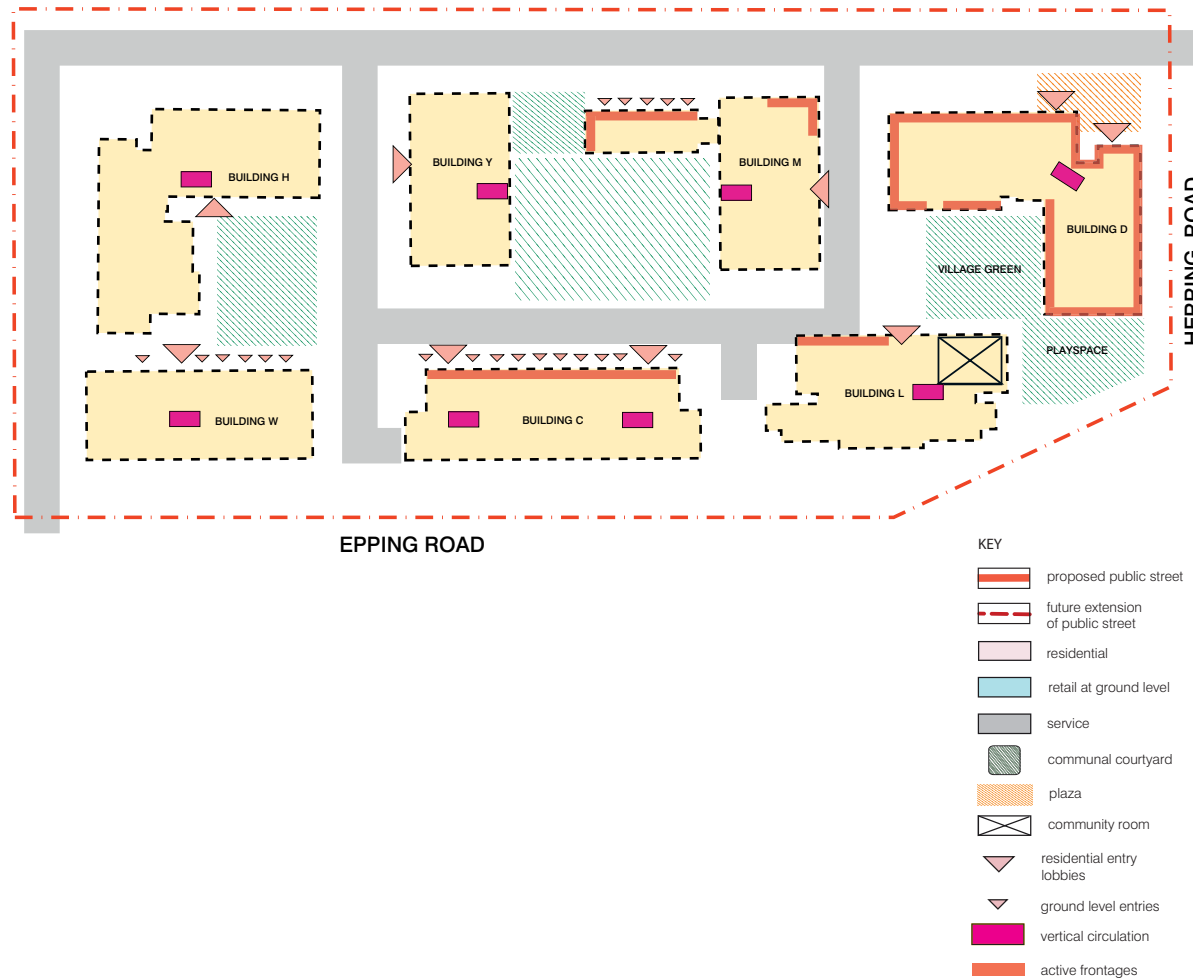 BUILDING H
BUILDING Y
BUILDING M
BUILDING D
HERRING ROAD
VILLAGE GREEN
PLAYSPACE
BUILDING W
BUILDING C
BUILDING L
EPPING ROAD
KEY
proposed public street
future extension
of public street
residential
retail at ground level
service
communal courtyard
plaza
community room
residential entry
lobbies
ground level entries
vertical circulation
active frontages